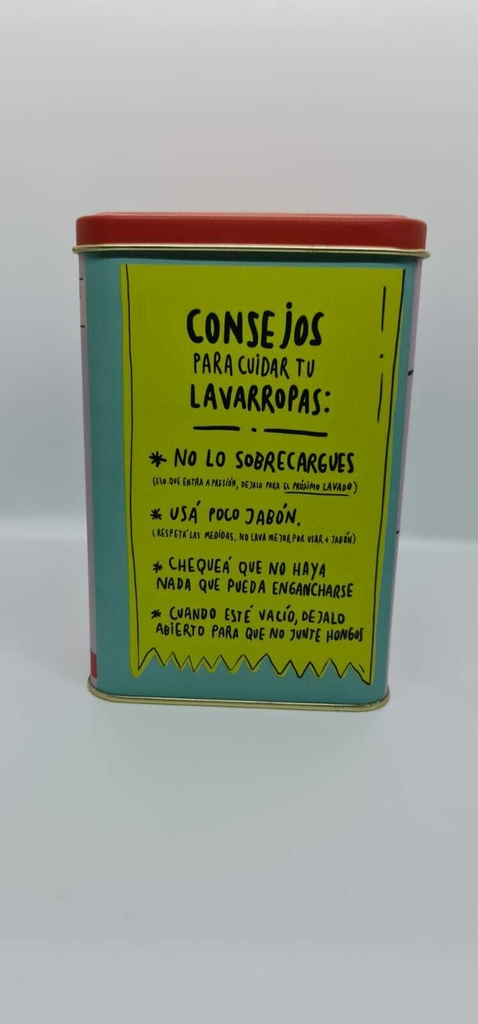 CONSEJOS
PARA CUIDAR TU
LAVARROPAS:
* NO LO SOBRECARGUES
(ESO QUE ENTRA A PRESIÓN, DEJALO PARA EL PRÓXIMO LAVADO)
* USÁ POCO JABÓN.
(RESPETÁ LAS MEDIDAS. NO LAVA MEJOR POR USAR + JABÓN)
* CHEQUEÁ QUE NO HAYA
NADA QUE PUEDA ENGANCHARSE
* CUANDO ESTÉ VACÍO, DEJALO
ABIERTO PARA QUE NO JUNTE HONGOS